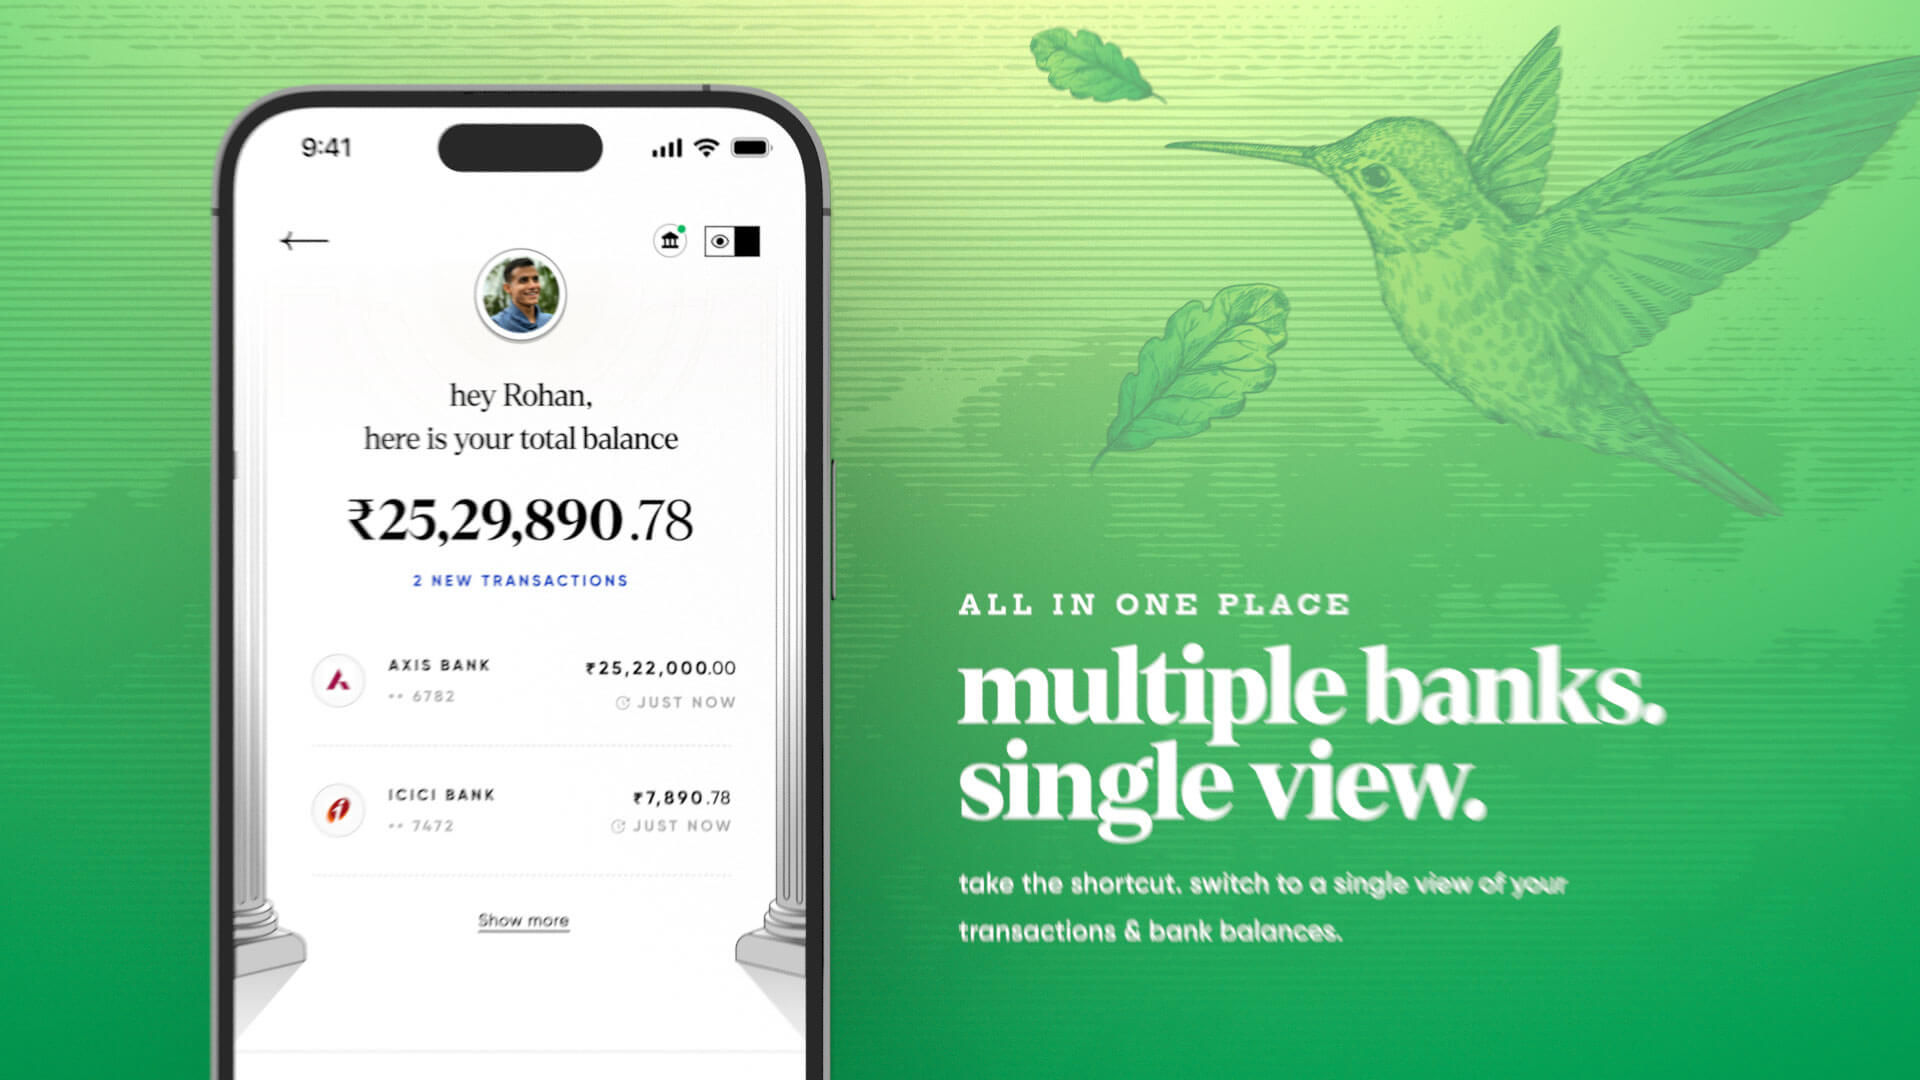 9:41
hey Rohan,
here is your total balance
₹25,29,890.78
2 NEW TRANSACTIONS
AXIS BANK
₹25,22,000.00
•• 6782
JUST NOW
ICICI BANK
₹7,890.78
•• 7472
JUST NOW
Show more
ALL IN ONE PLACE
multiple banks.
single view.
take the shortcut. switch to a single view of your
transactions & bank balances.